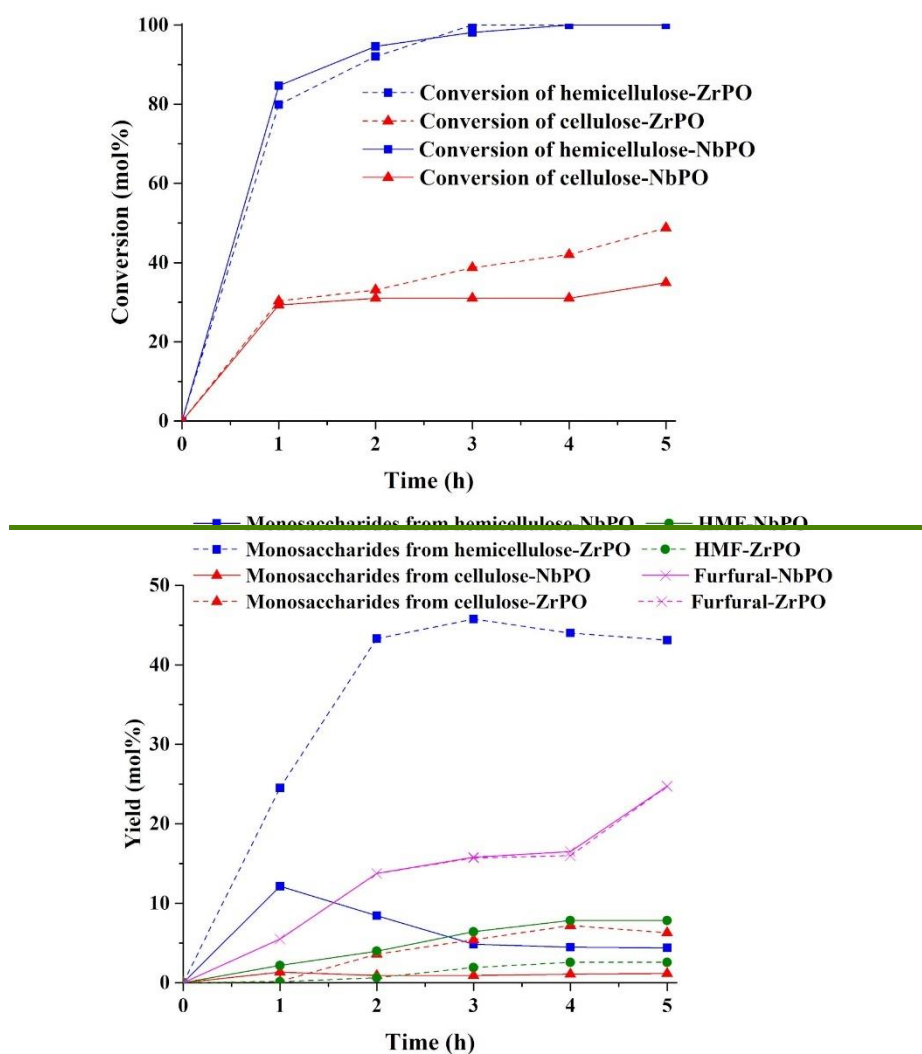 100
80
60
40
20
0
Conversion (mol%)
Conversion of hemicellulose-ZrPO
Conversion of cellulose-ZrPO
Conversion of hemicellulose-NbPO
Conversion of cellulose-NbPO
0 1 2 3 4 5
Time (h)
Monosaccharides from hemicellulose-NbPO HMF-NbPO
Monosaccharides from hemicellulose-ZrPO HMF-ZrPO
Monosaccharides from cellulose-NbPO Furfural-NbPO
Monosaccharides from cellulose-ZrPO Furfural-ZrPO
50
40
30
20
10
0
Yield (mol%)
0 1 2 3 4 5
Time (h)